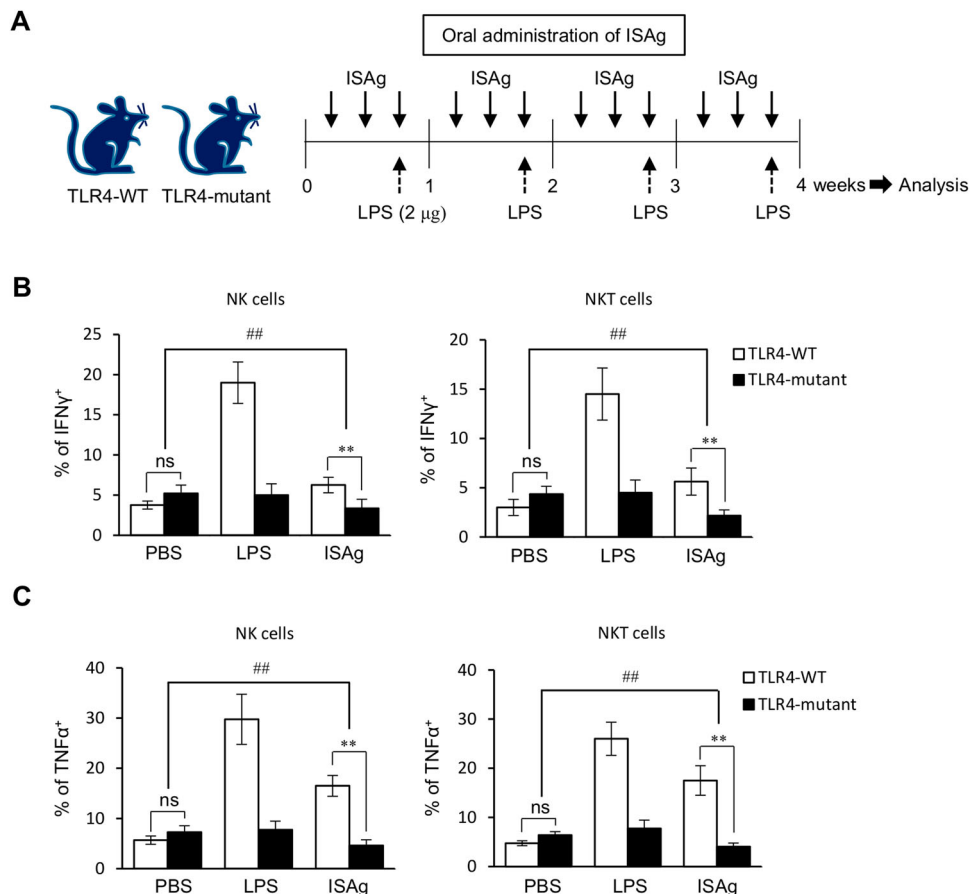 A
Oral administration of ISAg
ISAg ISAg ISAg ISAg
TLR4-WT TLR4-mutant
0 1 2 3 4 weeks Analysis
LPS (2 μg) LPS LPS LPS
B
NK cells
##
% of IFNγ+
25
20
15
10
5
0
ns
**
PBS LPS ISAg
NKT cells
##
% of IFNγ+
20
15
10
5
0
ns
**
PBS LPS ISAg
TLR4-WT
TLR4-mutant
C
NK cells
##
% of TNFα+
40
30
20
10
0
ns
**
PBS LPS ISAg
NKT cells
##
% of TNFα+
40
30
20
10
0
ns
**
PBS LPS ISAg
TLR4-WT
TLR4-mutant